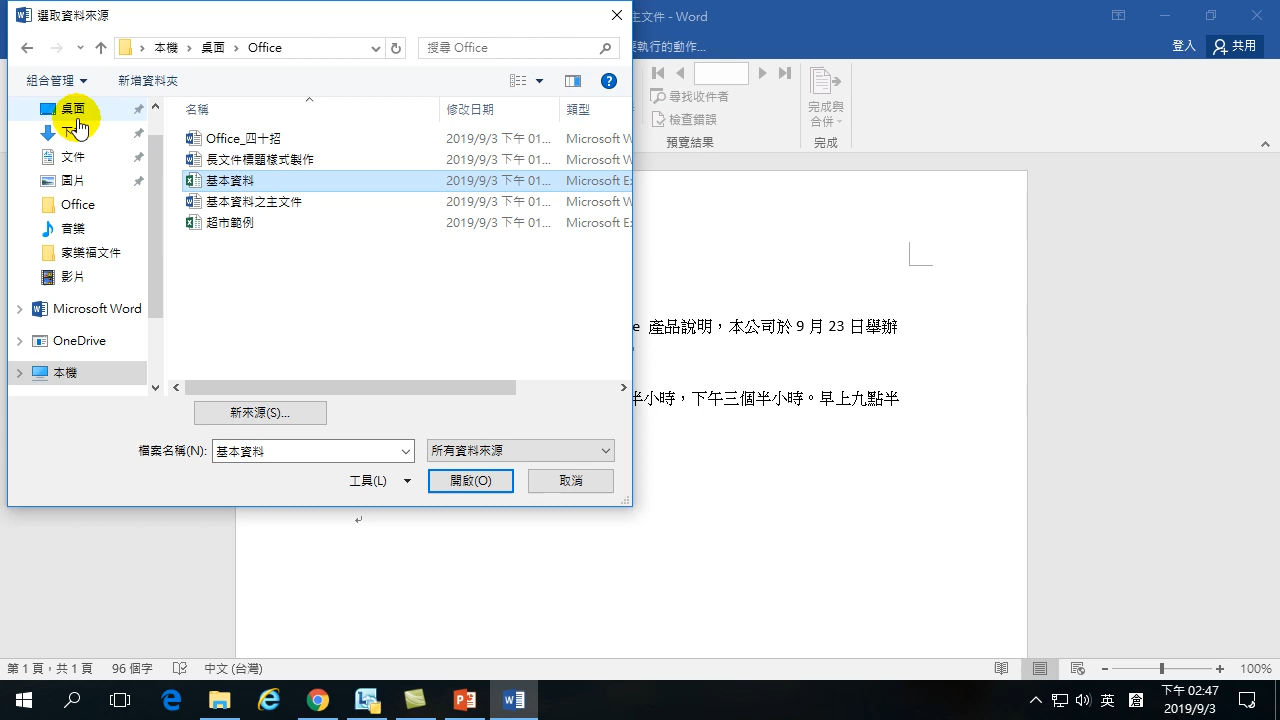 選取資料來源
主文件 - Word
本機 › 桌面 › Office
搜尋 Office
要執行的動作...
登入
共用
組合管理
新增資料夾
尋找收件者
檢查錯誤
預覽結果
完成與
合併
完成
名稱
修改日期
類型
桌面
下
文件
圖片
Office
音樂
家樂福文件
影片
Microsoft Word
OneDrive
本機
Office_四十招 2019/9/3 下午 01... Microsoft W
長文件標題樣式製作 2019/9/3 下午 01... Microsoft W
基本資料 2019/9/3 下午 01... Microsoft Ex
基本資料之主文件 2019/9/3 下午 01... Microsoft W
超市範例 2019/9/3 下午 01... Microsoft Ex
新來源(S)...
檔案名稱(N): 基本資料
所有資料來源
工具(L)
開啟(O)
取消
e 產品說明，本公司於 9 月 23 日舉辦
半小時，下午三個半小時。早上九點半
第 1 頁，共 1 頁 96 個字 中文 (台灣)
100%
英
下午 02:47
2019/9/3